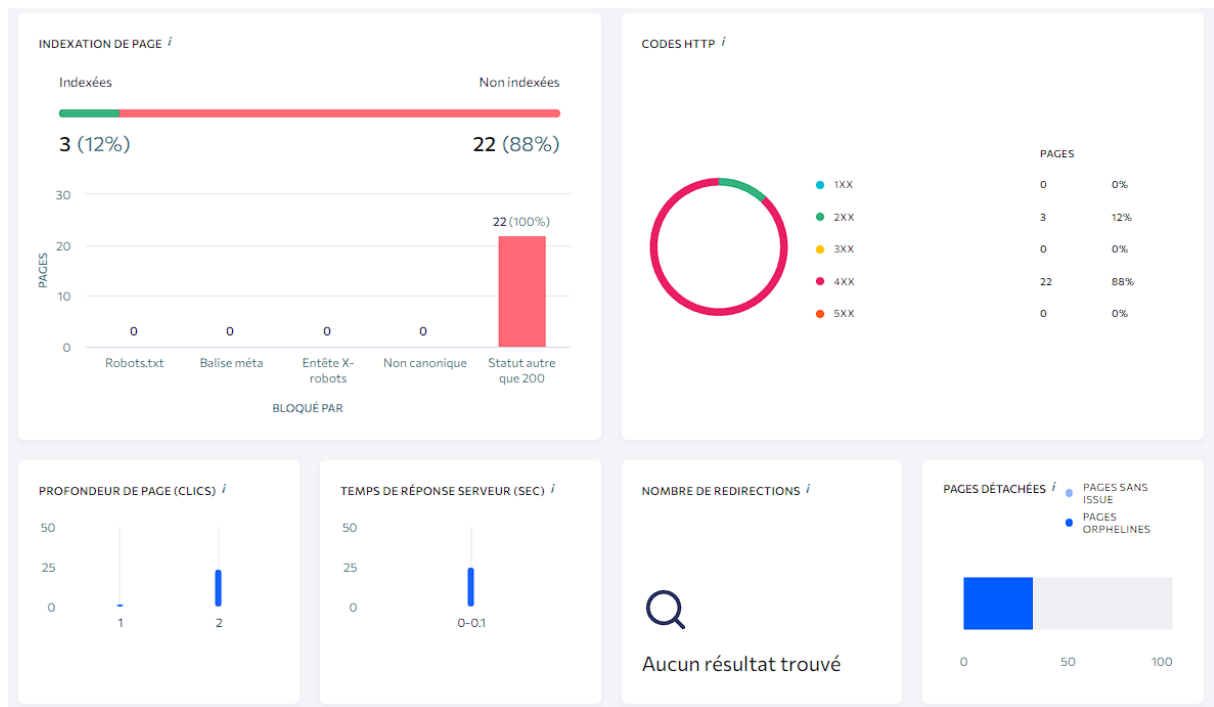 INDEXATION DE PAGE i
Indexées Non indexées
3 (12%) 22 (88%)
30
20
10
0
PAGES
22 (100%)
0 0 0 0
Robots.txt
Balise méta
Entête X-
robots
Non canonique
Statut autre
que 200
BLOQUÉ PAR
CODES HTTP i
PAGES
1XX 0 0%
2XX 3 12%
3XX 0 0%
4XX 22 88%
5XX 0 0%
PROFONDEUR DE PAGE (CLICS) i
50
25
0
1 2
TEMPS DE RÉPONSE SERVEUR (SEC) i
50
25
0
0-0.1
NOMBRE DE REDIRECTIONS i
Aucun résultat trouvé
PAGES DÉTACHÉES i
PAGES SANS
ISSUE
PAGES
ORPHELINES
0 50 100